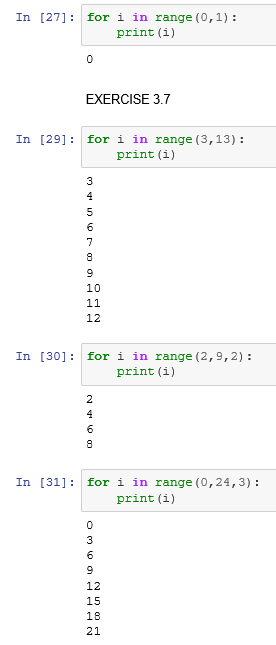 In [27]: for i in range(0,1):
print(i)
0
EXERCISE 3.7
In [29]: for i in range(3,13):
print(i)
3
4
5
6
7
8
9
10
11
12
In [30]: for i in range(2,9,2):
print(i)
2
4
6
8
In [31]: for i in range(0,24,3):
print(i)
0
3
6
9
12
15
18
21